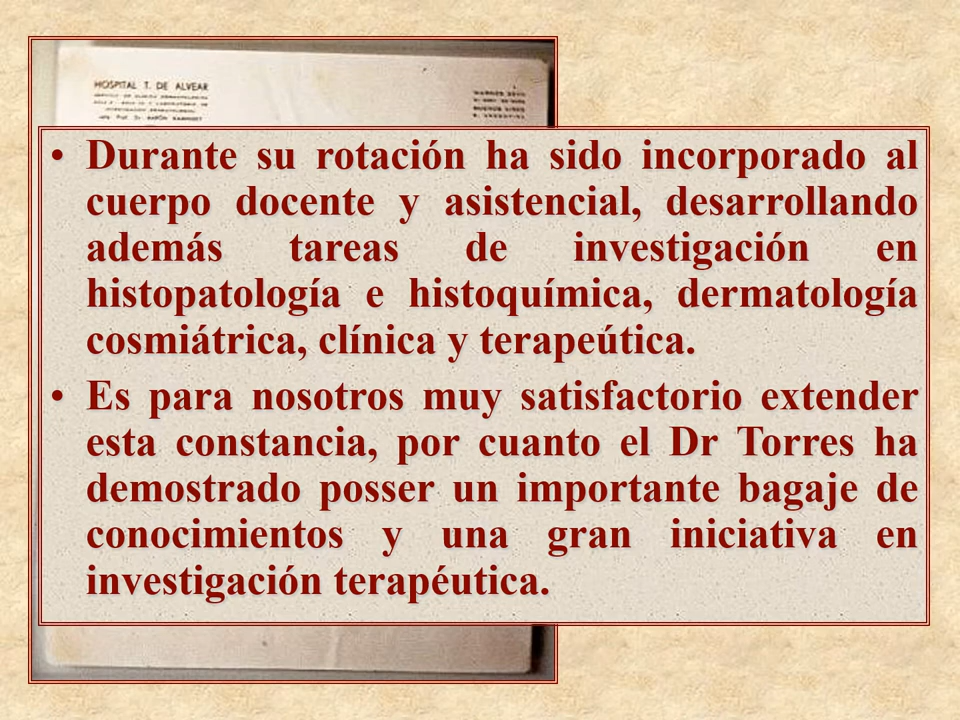 HOSPITAL T. DE ALVEAR
• Durante su rotación ha sido incorporado al
cuerpo docente y asistencial, desarrollando
además tareas de investigación en
histopatología e histoquímica, dermatología
cosmiátrica, clínica y terapeútica.
• Es para nosotros muy satisfactorio extender
esta constancia, por cuanto el Dr Torres ha
demostrado posser un importante bagaje de
conocimientos y una gran iniciativa en
investigación terapéutica.